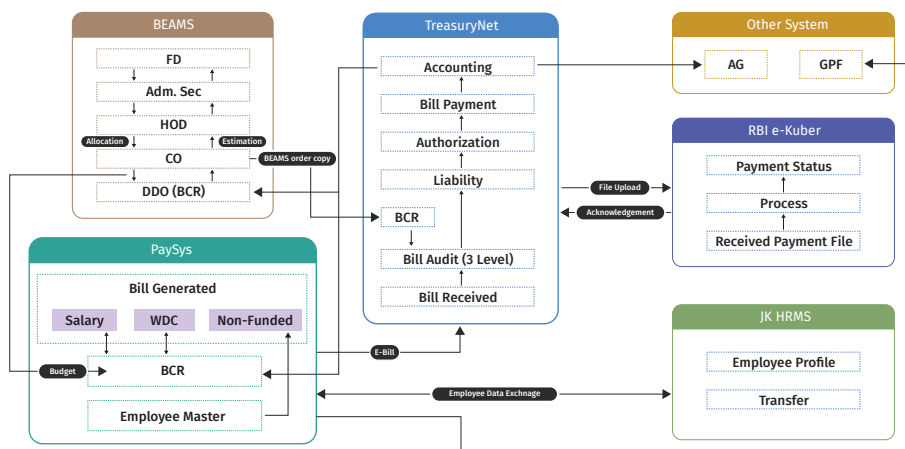 BEAMS
FD
Adm. Sec
HOD
Allocation
Estimation
CO
BEAMS order copy
DDO (BCR)
TreasuryNet
Accounting
Bill Payment
Authorization
Liability
BCR
Bill Audit (3 Level)
Bill Received
Other System
AG
GPF
RBI e-Kuber
Payment Status
Process
Received Payment File
File Upload
Acknowledgement
PaySys
Bill Generated
Salary
WDC
Non-Funded
BCR
Budget
Employee Master
E-Bill
Employee Data Exchnage
JK HRMS
Employee Profile
Transfer